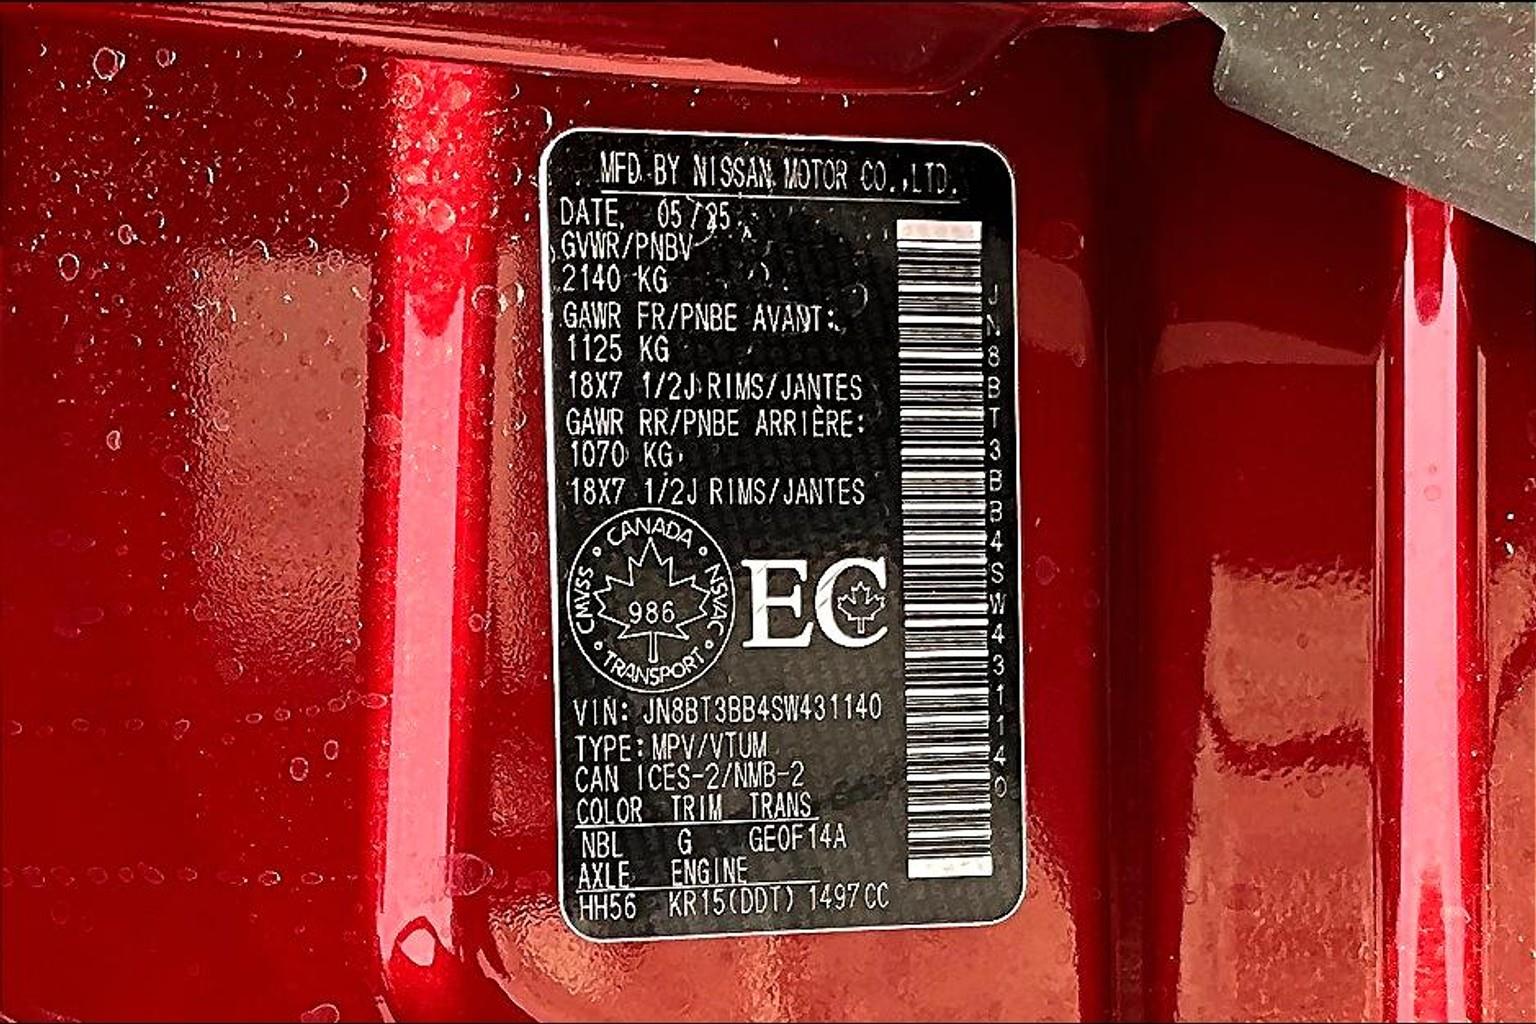 MFD BY NISSAN MOTOR CO.,LTD.
DATE, 05/25
GVWR/PNBV
2140 KG
GAWR FR/PNBE AVANT:
1125 KG
18X7 1/2J RIMS/JANTES
GAWR RR/PNBE ARRIÈRE:
1070 KG
18X7 1/2J RIMS/JANTES
CANADA
CMVSS
NSVAC
986
TRANSPORT
EC
VIN: JN8BT3BB4SW431140
TYPE: MPV/VTUM
CAN ICES-2/NMB-2
COLOR TRIM TRANS
NBL G GE0F14A
AXLE ENGINE
HH56 KR15(DDT) 1497CC
JN8BT3BB4SW431140